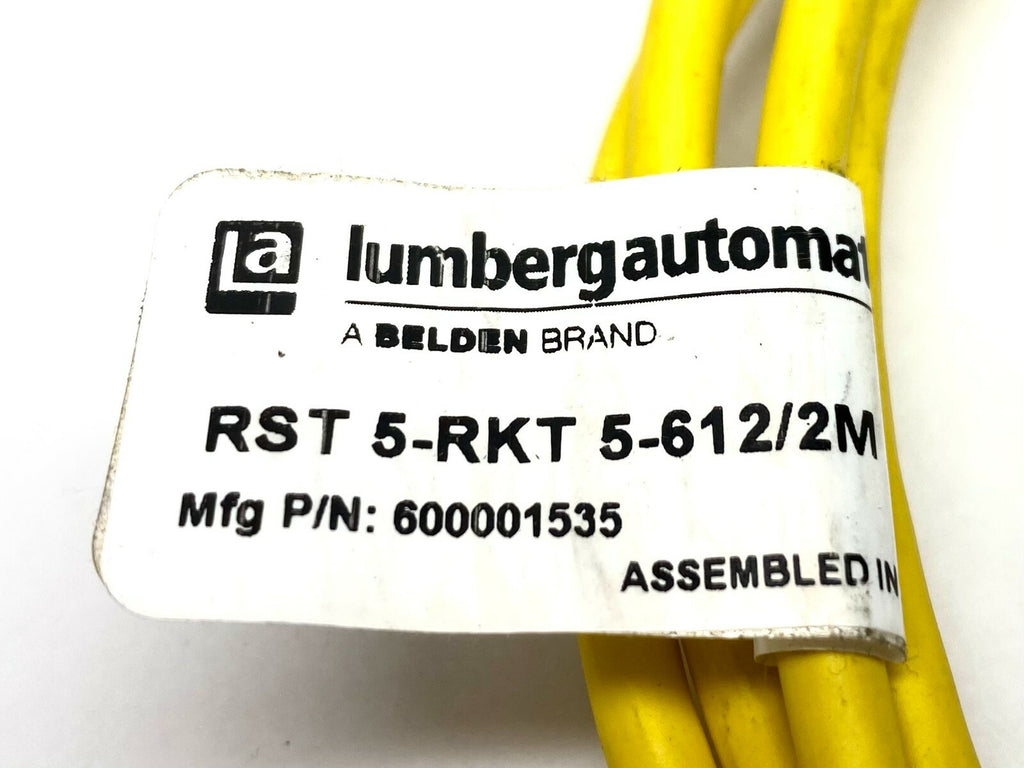 la lumbergautomat
A BELDEN BRAND
RST 5-RKT 5-612/2M
Mfg P/N: 600001535
ASSEMBLED IN